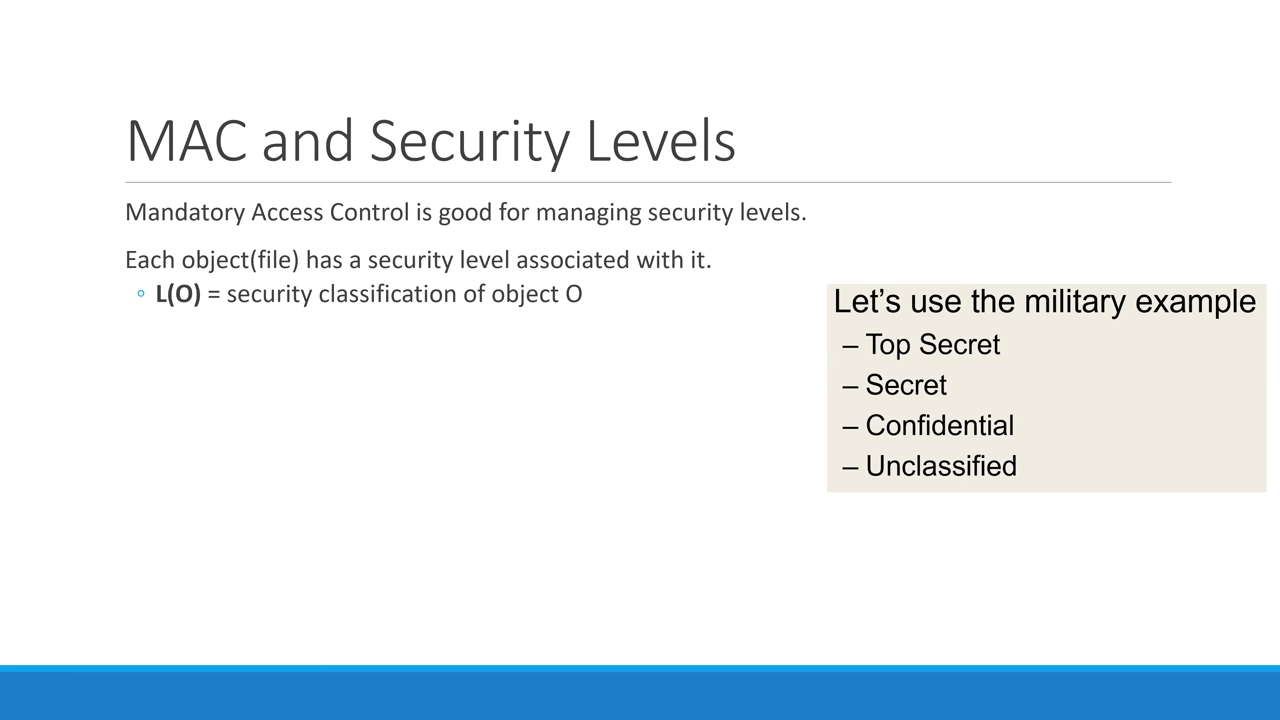 MAC and Security Levels
Mandatory Access Control is good for managing security levels.
Each object(file) has a security level associated with it.
◦ L(O) = security classification of object O
Let’s use the military example
– Top Secret
– Secret
– Confidential
– Unclassified